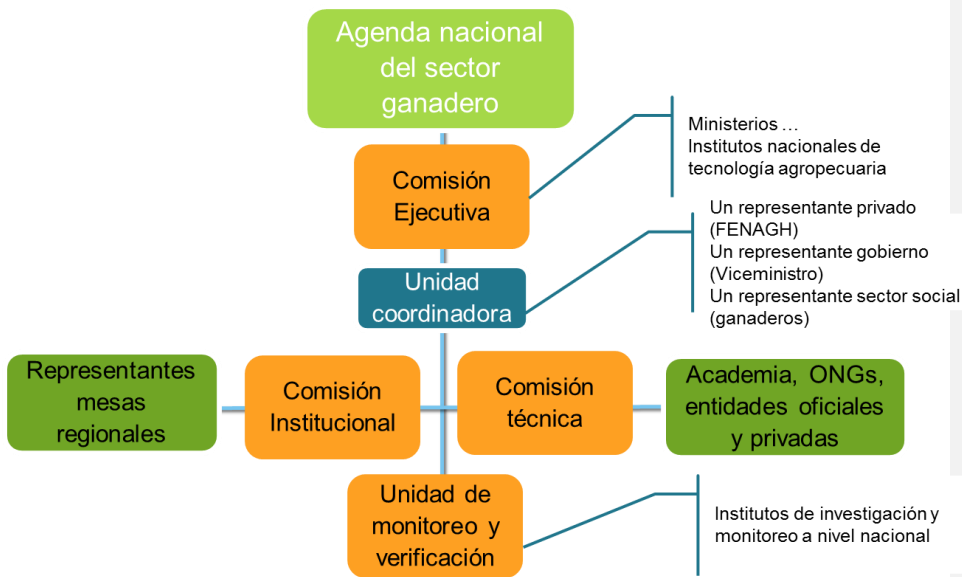 Agenda nacional
del sector
ganadero
Ministerios …
Institutos nacionales de
tecnología agropecuaria
Comisión
Ejecutiva
Un representante privado
(FENAGH)
Un representante gobierno
(Viceministro)
Un representante sector social
(ganaderos)
Unidad
coordinadora
Representantes
mesas
regionales
Comisión
Institucional
Comisión
técnica
Academia, ONGs,
entidades oficiales
y privadas
Unidad de
monitoreo y
verificación
Institutos de investigación y
monitoreo a nivel nacional